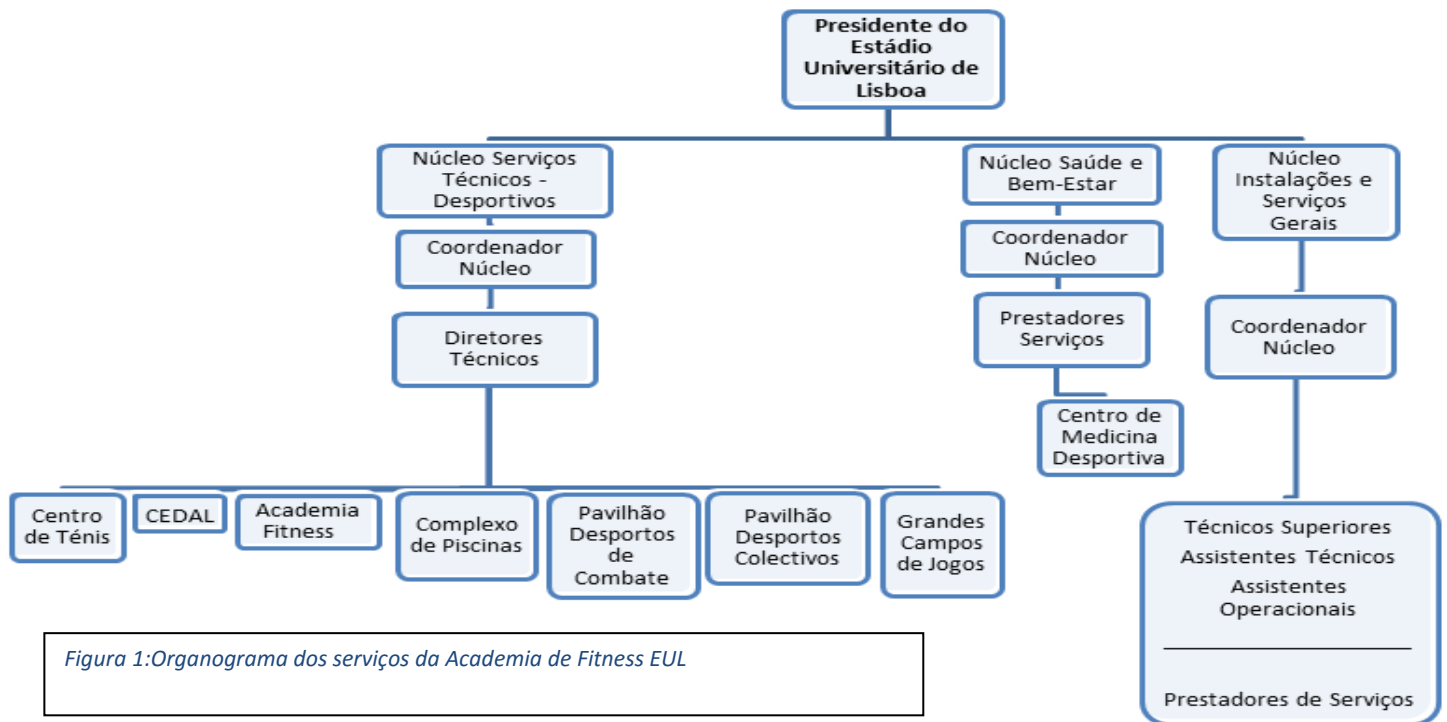 Presidente do
Estádio
Universitário de
Lisboa
Núcleo Serviços
Técnicos -
Desportivos
Núcleo Saúde e
Bem-Estar
Núcleo
Instalações e
Serviços
Gerais
Coordenador
Núcleo
Coordenador
Núcleo
Coordenador
Núcleo
Diretores
Técnicos
Prestadores
Serviços
Centro de
Medicina
Desportiva
Centro
de Ténis
CEDAL
Academia
Fitness
Complexo
de Piscinas
Pavilhão
Desportos
de
Combate
Pavilhão
Desportos
Colectivos
Grandes
Campos
de Jogos
Técnicos Superiores
Assistentes Técnicos
Assistentes
Operacionais
Prestadores de Serviços
Figura 1:Organograma dos serviços da Academia de Fitness EUL